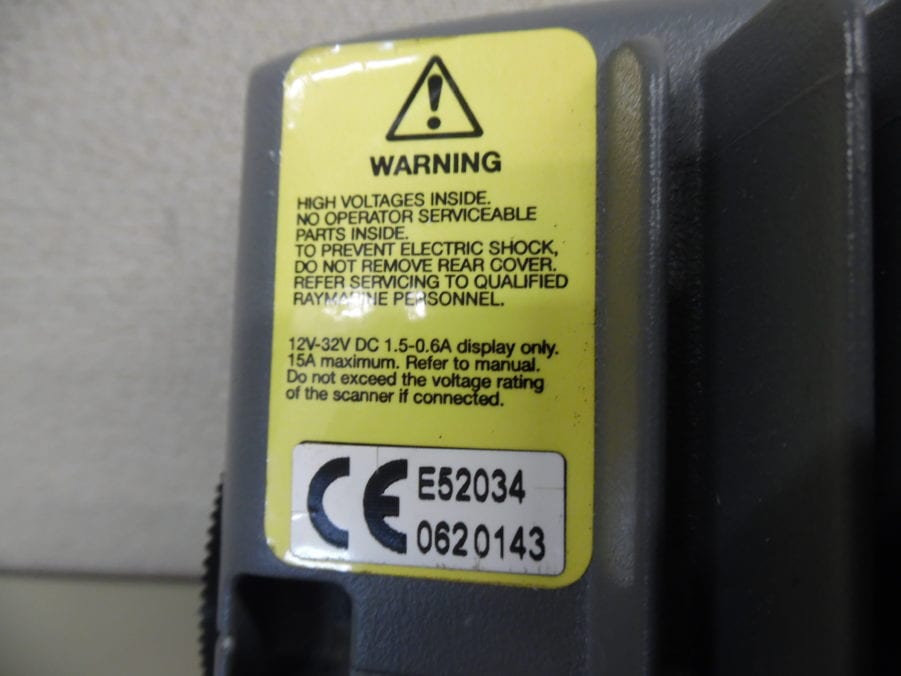 WARNING
HIGH VOLTAGES INSIDE.
NO OPERATOR SERVICEABLE
PARTS INSIDE.
TO PREVENT ELECTRIC SHOCK,
DO NOT REMOVE REAR COVER.
REFER SERVICING TO QUALIFIED
RAYMARINE PERSONNEL.
12V-32V DC 1.5-0.6A display only.
15A maximum. Refer to manual.
Do not exceed the voltage rating
of the scanner if connected.
CE E52034
0620143